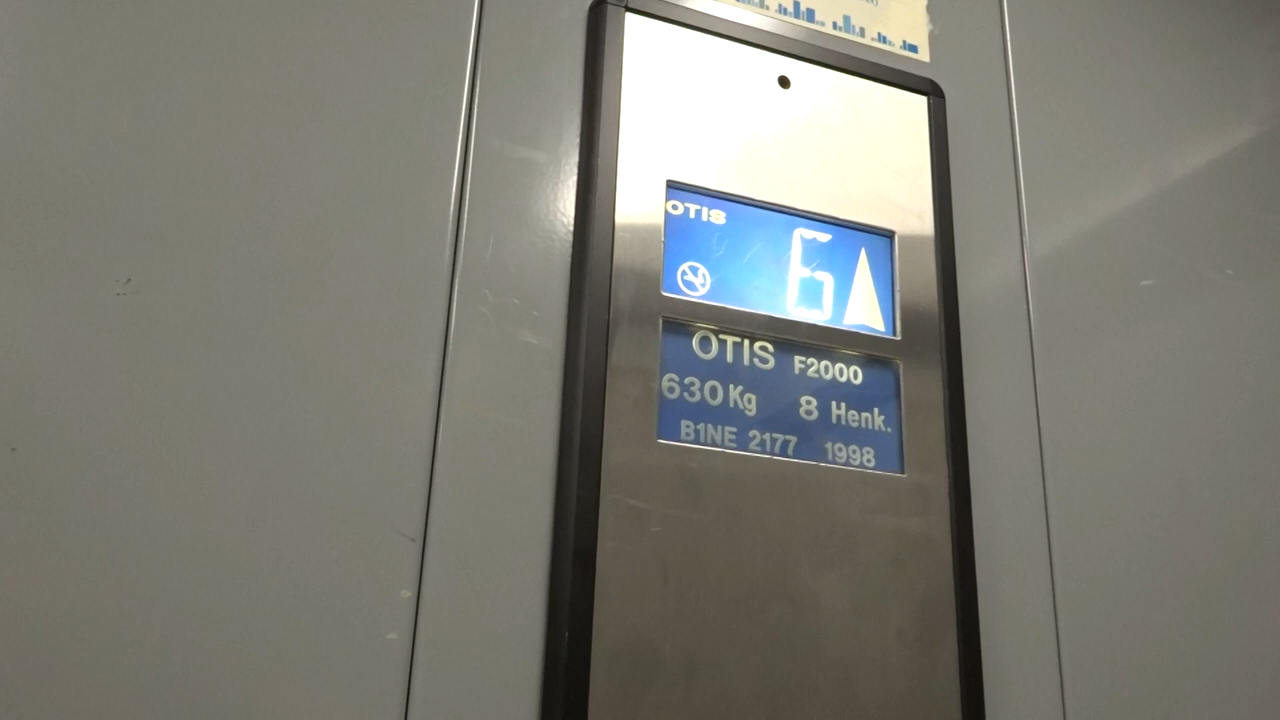 OTIS
6
OTIS F2000
630Kg 8 Henk.
B1NE 2177 1998